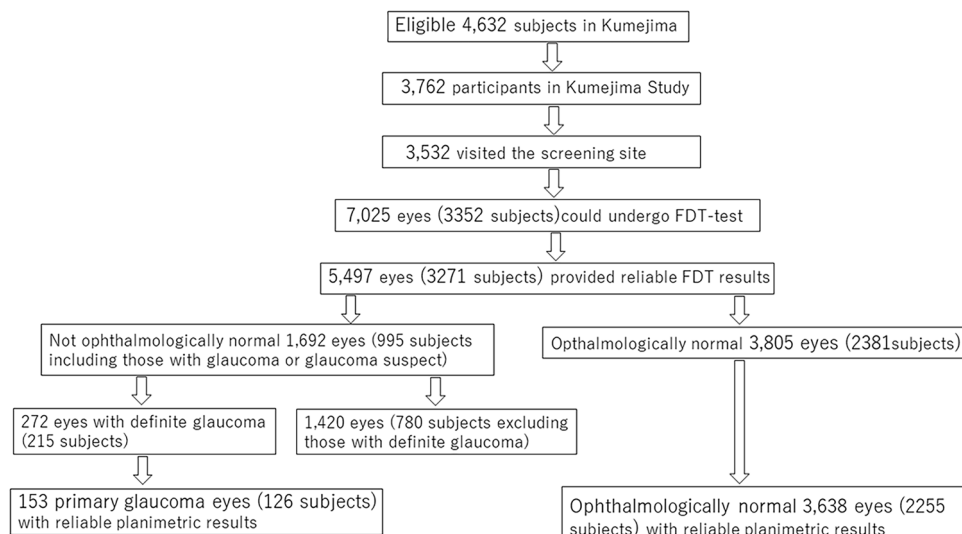 Eligible 4,632 subjects in Kumejima
3,762 participants in Kumejima Study
3,532 visited the screening site
7,025 eyes (3352 subjects)could undergo FDT-test
5,497 eyes (3271 subjects) provided reliable FDT results
Not ophthalmologically normal 1,692 eyes (995 subjects
including those with glaucoma or glaucoma suspect)
Opthalmologically normal 3,805 eyes (2381subjects)
272 eyes with definite glaucoma
(215 subjects)
1,420 eyes (780 subjects excluding
those with definite glaucoma)
153 primary glaucoma eyes (126 subjects)
with reliable planimetric results
Ophthalmologically normal 3,638 eyes (2255
subjects) with reliable planimetric results